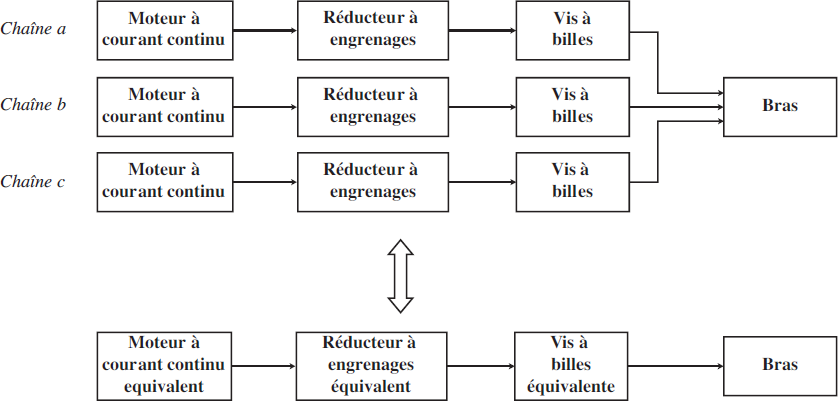 Chaîne a
Moteur à
courant continu
Réducteur à
engrenages
Vis à
billes
Chaîne b
Moteur à
courant continu
Réducteur à
engrenages
Vis à
billes
Bras
Chaîne c
Moteur à
courant continu
Réducteur à
engrenages
Vis à
billes
Moteur à
courant continu
equivalent
Réducteur à
engrenages
équivalent
Vis à
billes
équivalente
Bras